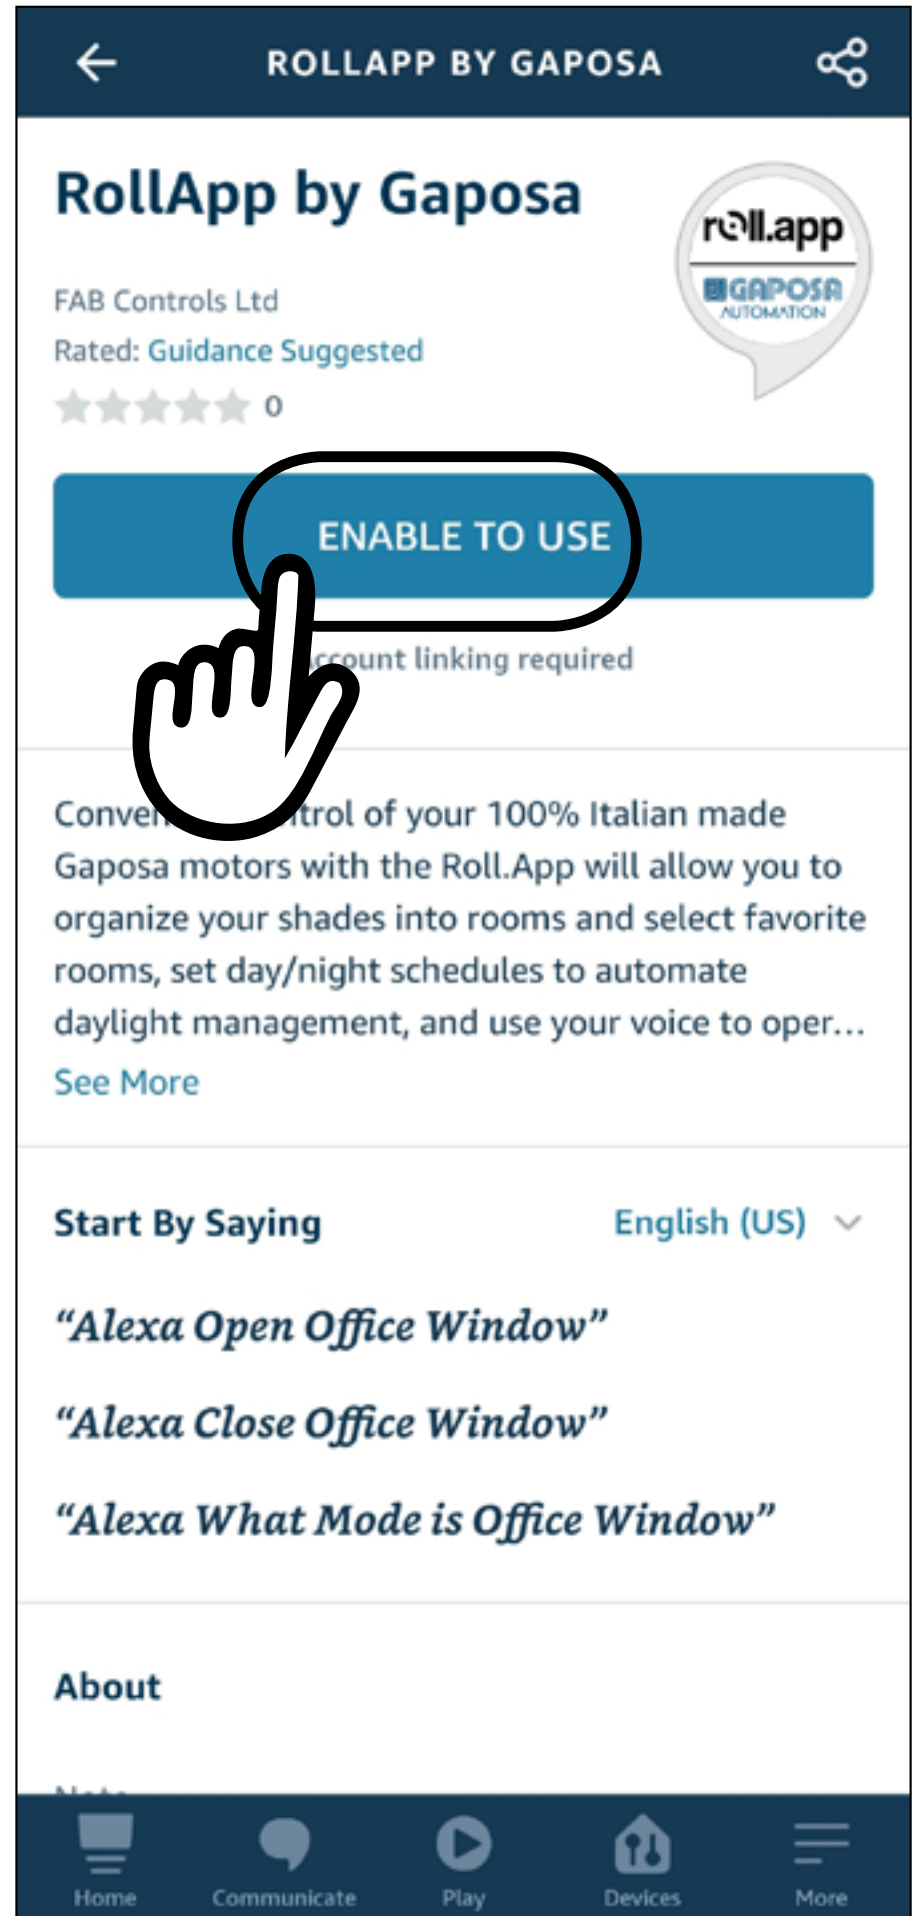 ROLLAPP BY GAPOSA
RollApp by Gaposa
roll.app
GAPOSA
AUTOMATION
FAB Controls Ltd
Rated: Guidance Suggested
0
ENABLE TO USE
linking required
of your 100% Italian made
Gaposa motors with the Roll.App will allow you to
organize your shades into rooms and select favorite
rooms, set day/night schedules to automate
daylight management, and use your voice to oper...
See More
Start By Saying
English (US)
“Alexa Open Office Window”
“Alexa Close Office Window”
“Alexa What Mode is Office Window”
About
Home
Communicate
Play
Devices
More